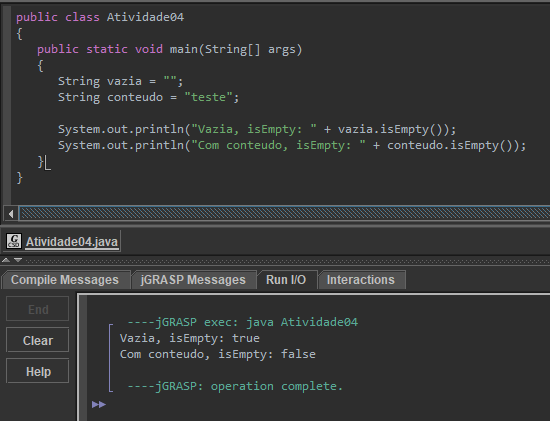 public class Atividade04
{
public static void main(String[] args)
{
String vazia = "";
String conteudo = "teste";
System.out.println("Vazia, isEmpty: " + vazia.isEmpty());
System.out.println("Com conteudo, isEmpty: " + conteudo.isEmpty());
}
}
Atividade04.java
Compile Messages jGRASP Messages Run I/O Interactions
End
Clear
Help
----jGRASP exec: java Atividade04
Vazia, isEmpty: true
Com conteudo, isEmpty: false
----jGRASP: operation complete.